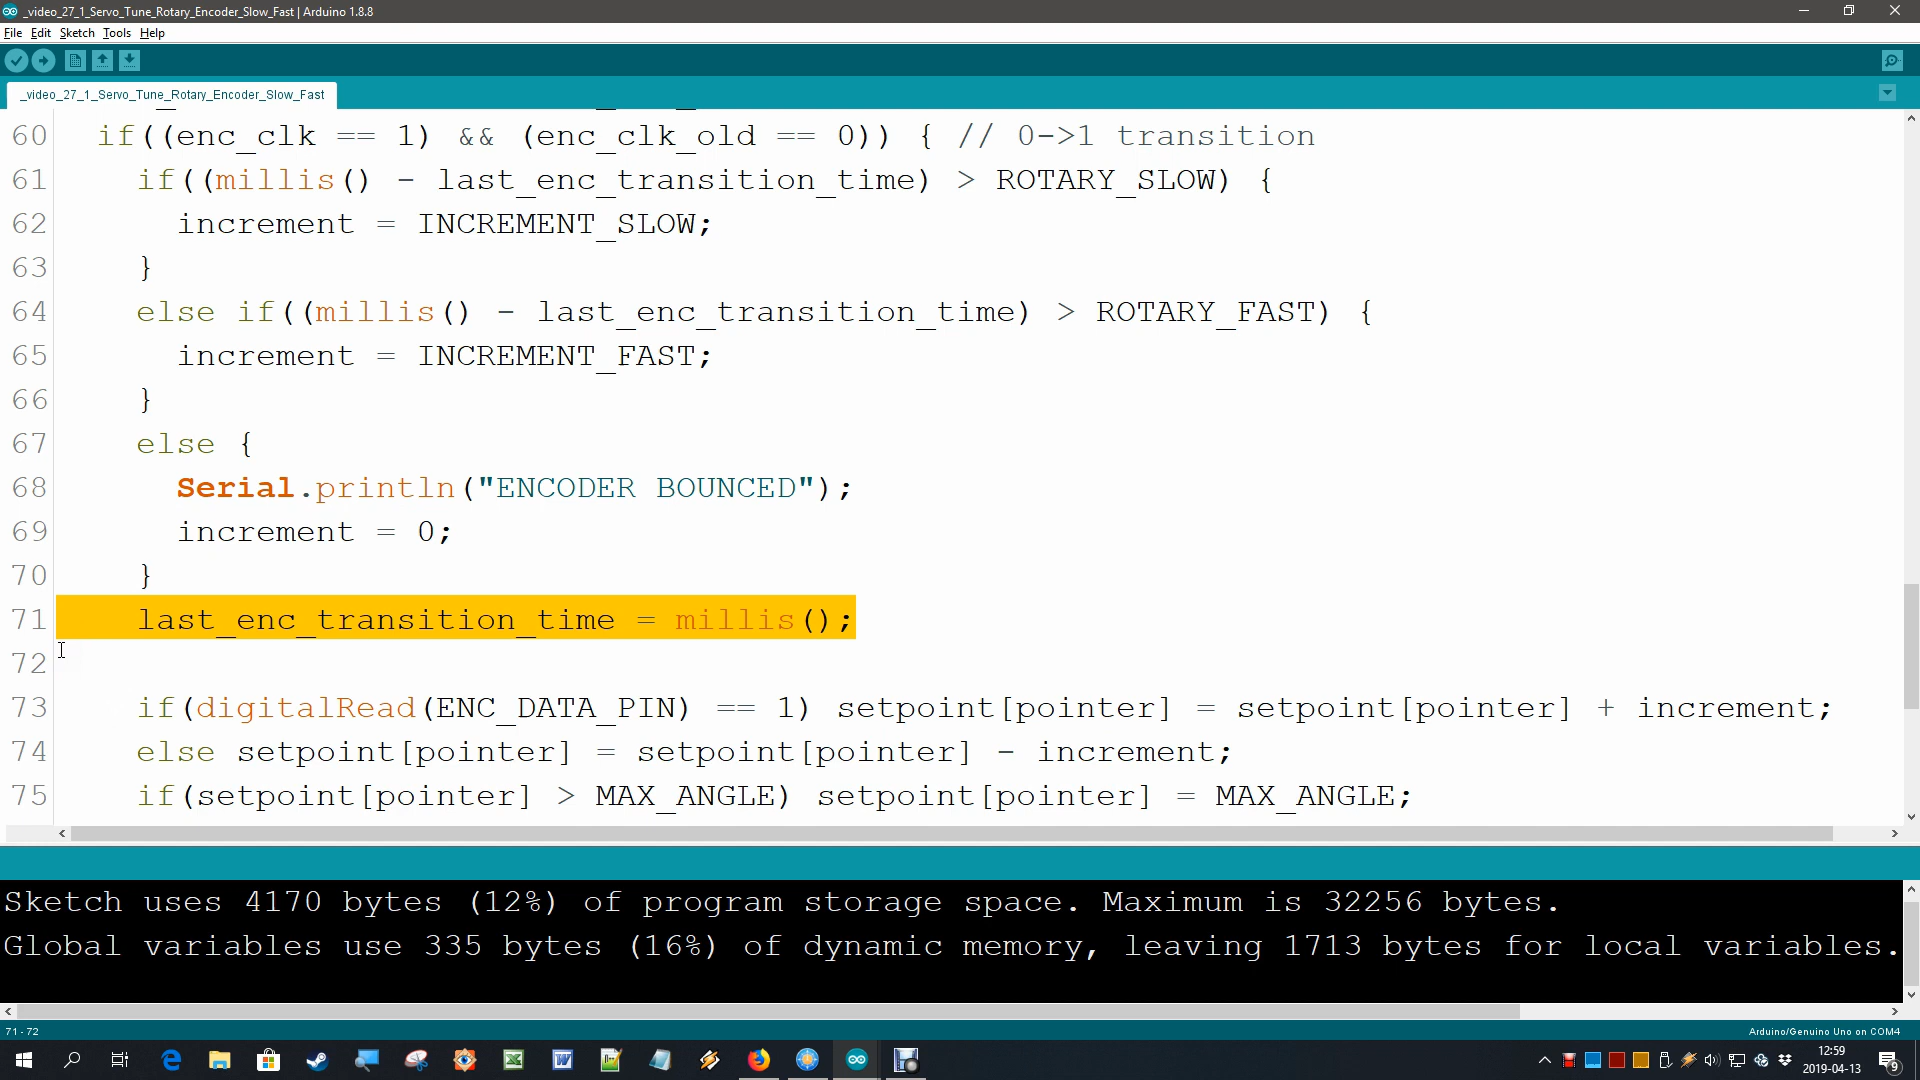 _video_27_1_Servo_Tune_Rotary_Encoder_Slow_Fast | Arduino 1.8.8
File Edit Sketch Tools Help
_video_27_1_Servo_Tune_Rotary_Encoder_Slow_Fast
60 if((enc_clk == 1) && (enc_clk_old == 0)) { // 0->1 transition
61 if((millis() - last_enc_transition_time) > ROTARY_SLOW) {
62 increment = INCREMENT_SLOW;
63 }
64 else if((millis() - last_enc_transition_time) > ROTARY_FAST) {
65 increment = INCREMENT_FAST;
66 }
67 else {
68 Serial.println("ENCODER BOUNCED");
69 increment = 0;
70 }
71 last_enc_transition_time = millis();
72
73 if(digitalRead(ENC_DATA_PIN) == 1) setpoint[pointer] = setpoint[pointer] + increment;
74 else setpoint[pointer] = setpoint[pointer] - increment;
75 if(setpoint[pointer] > MAX_ANGLE) setpoint[pointer] = MAX_ANGLE;
Sketch uses 4170 bytes (12%) of program storage space. Maximum is 32256 bytes.
Global variables use 335 bytes (16%) of dynamic memory, leaving 1713 bytes for local variables.
71 - 72
Arduino/Genuino Uno on COM4
12:59
2019-04-13
9